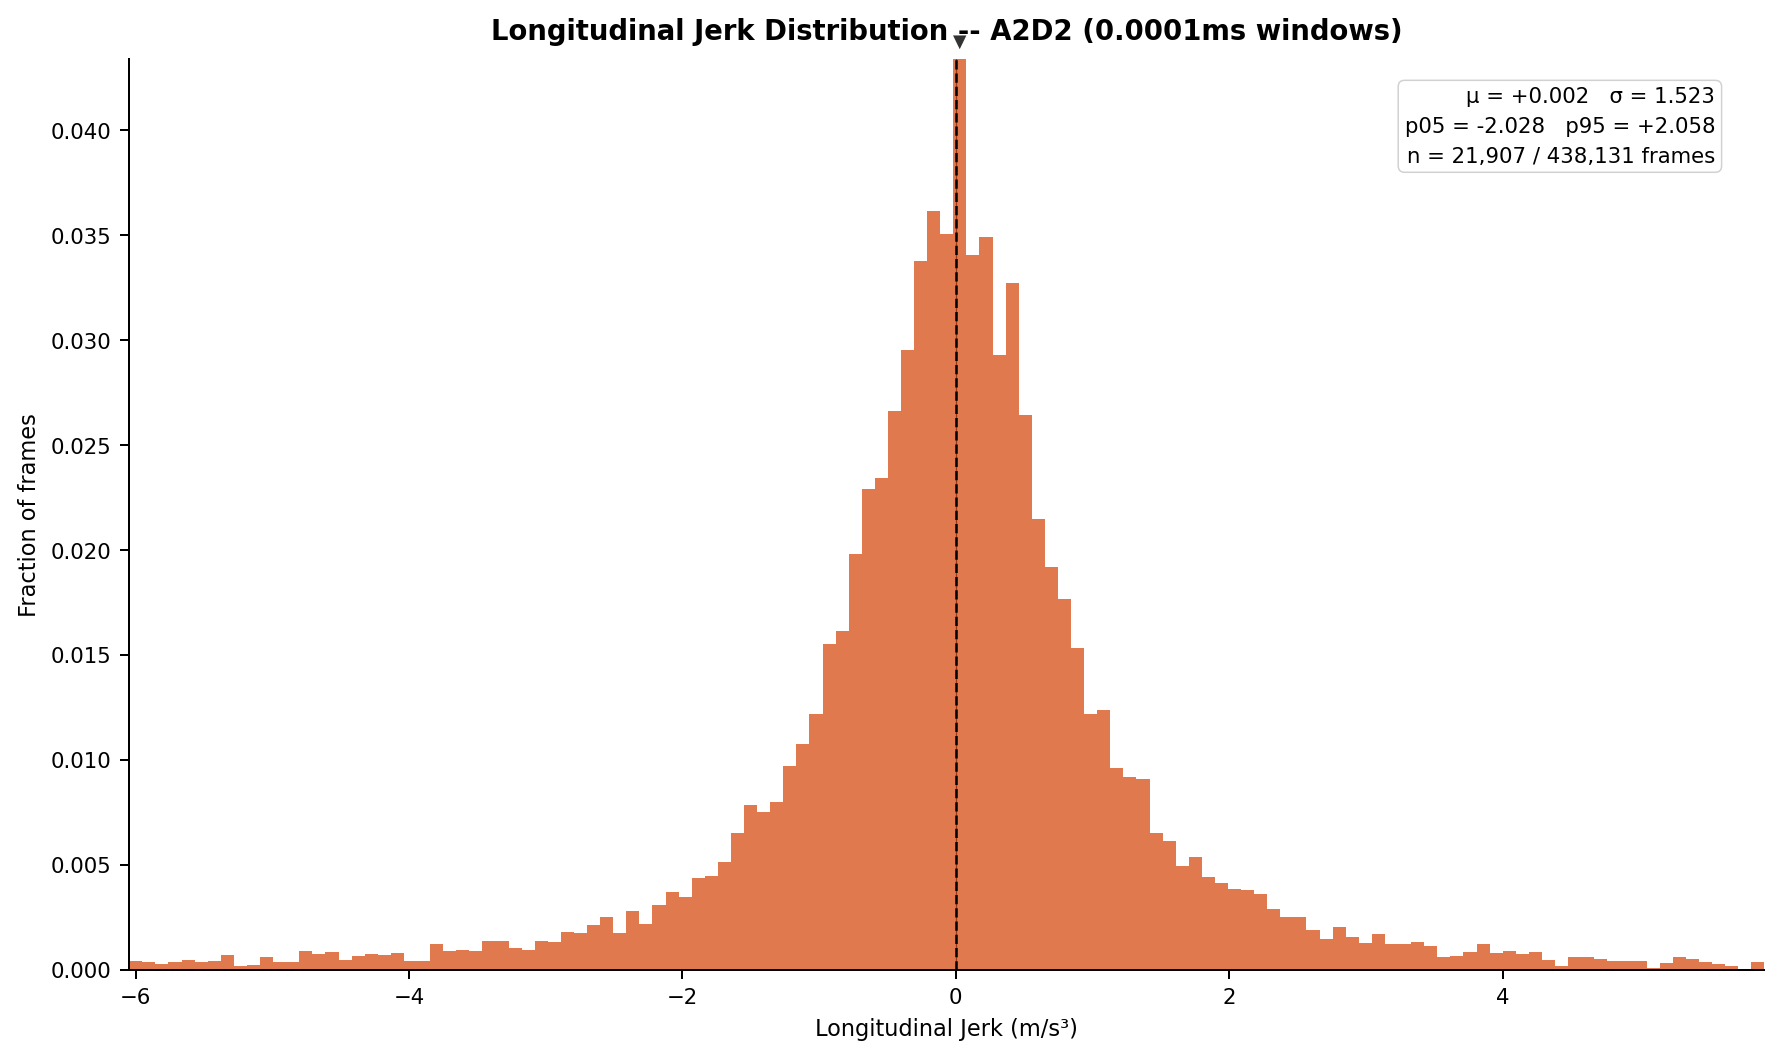 Longitudinal Jerk Distribution -- A2D2 (0.0001ms windows)
μ = +0.002   σ = 1.523
p05 = -2.028   p95 = +2.058
n = 21,907 / 438,131 frames
Fraction of frames
0.040
0.035
0.030
0.025
0.020
0.015
0.010
0.005
0.000
−6 −4 −2 0 2 4
Longitudinal Jerk (m/s³)